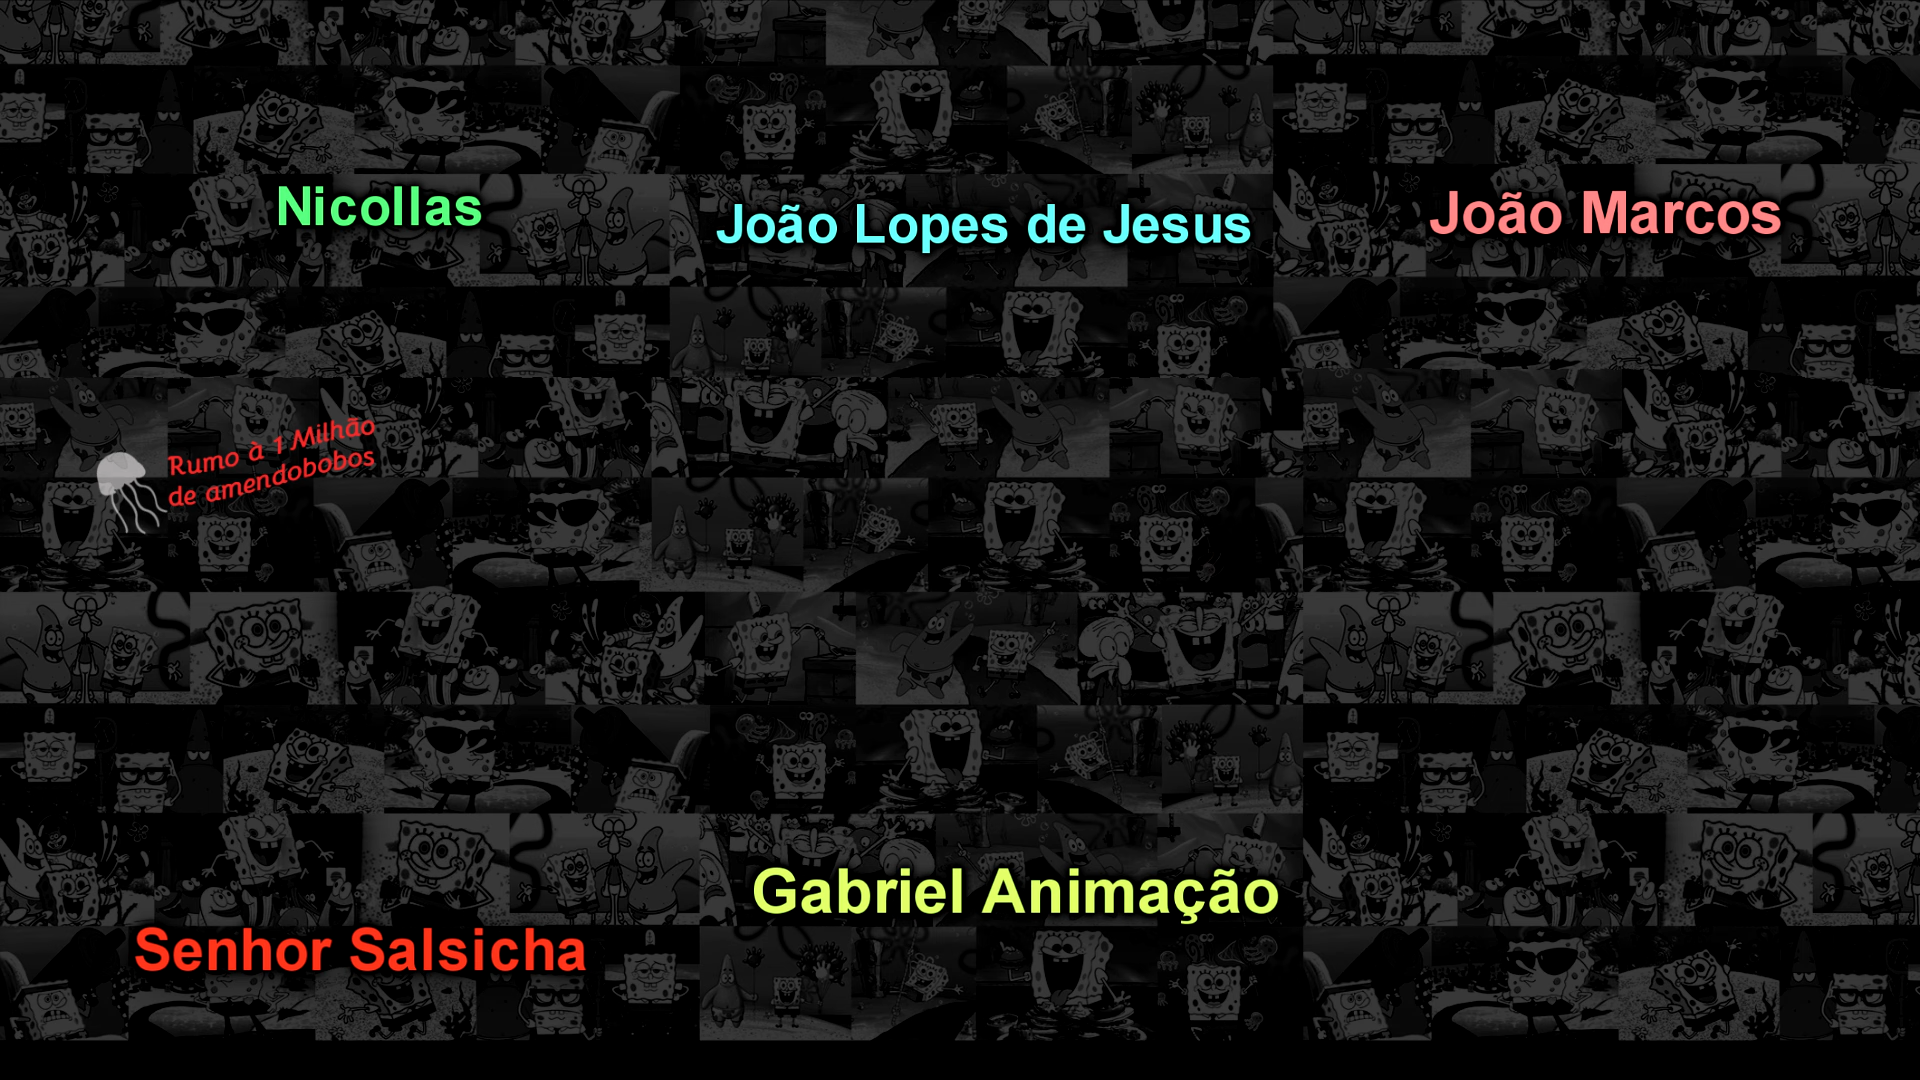 Nicollas
João Lopes de Jesus
João Marcos
Rumo à 1 Milhão
de amendobobos
Gabriel Animação
Senhor Salsicha